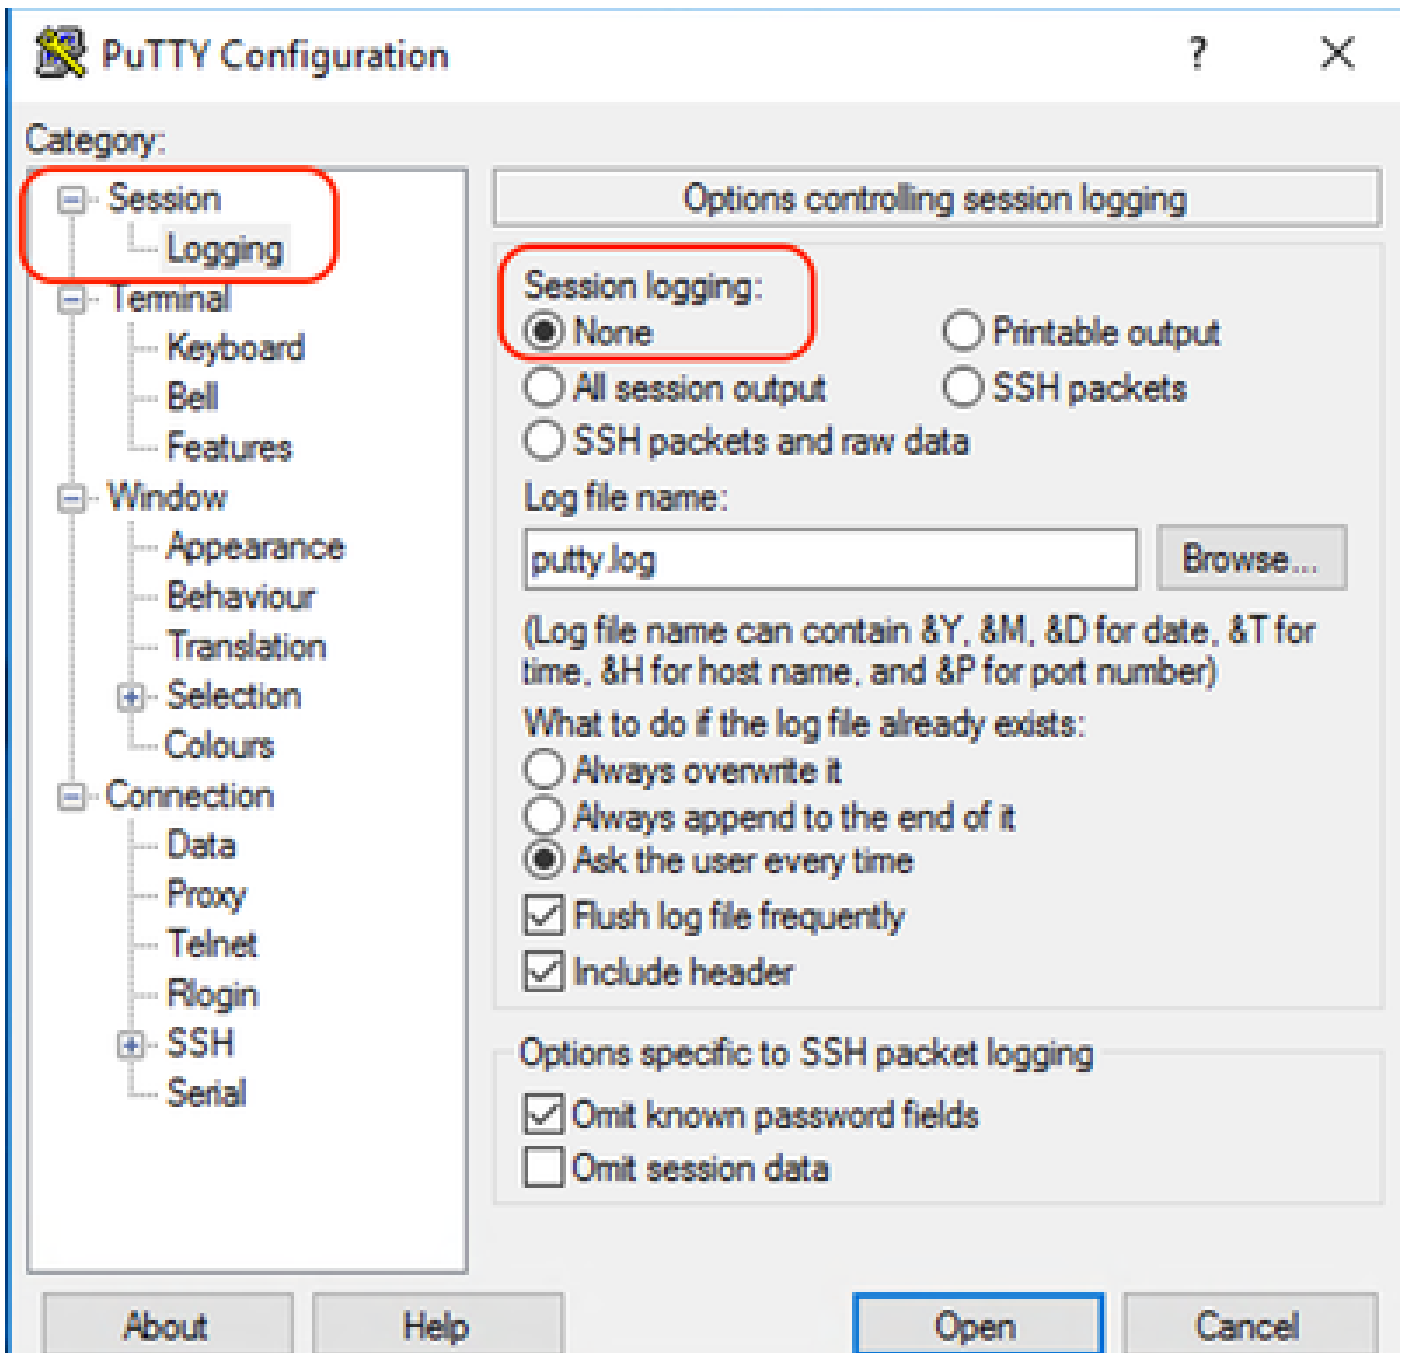 PuTTY Configuration
?
Category:
Session
Logging
Terminal
Keyboard
Bell
Features
Window
Appearance
Behaviour
Translation
Selection
Colours
Connection
Data
Proxy
Telnet
Rlogin
SSH
Serial
Options controlling session logging
Session logging:
None Printable output
All session output SSH packets
SSH packets and raw data
Log file name:
putty.log Browse...
(Log file name can contain &Y, &M, &D for date, &T for
time, &H for host name, and &P for port number)
What to do if the log file already exists:
Always overwrite it
Always append to the end of it
Ask the user every time
Flush log file frequently
Include header
Options specific to SSH packet logging
Omit known password fields
Omit session data
About Help Open Cancel